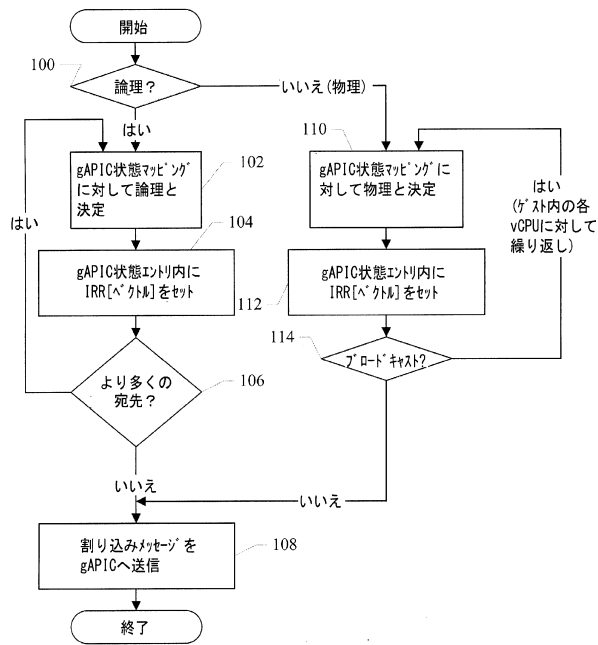 開始
100
論理?
いいえ(物理)
はい
110
gAPIC状態ﾏｯﾋﾟﾝｸﾞ
に対して論理と
決定
102
gAPIC状態ﾏｯﾋﾟﾝｸﾞに
対して物理と決定
はい
はい
(ｹﾞｽﾄ内の各
vCPUに対して
繰り返し)
104
gAPIC状態ｴﾝﾄﾘ内に
IRR[ﾍﾞｸﾄﾙ]をｾｯﾄ
gAPIC状態ｴﾝﾄﾘ内に
IRR[ﾍﾞｸﾄﾙ]をｾｯﾄ
112
114
ﾌﾞﾛｰﾄﾞｷｬｽﾄ?
より多くの
宛先?
106
いいえ
いいえ
割り込みﾒｯｾｰｼﾞを
gAPICへ送信
108
終了